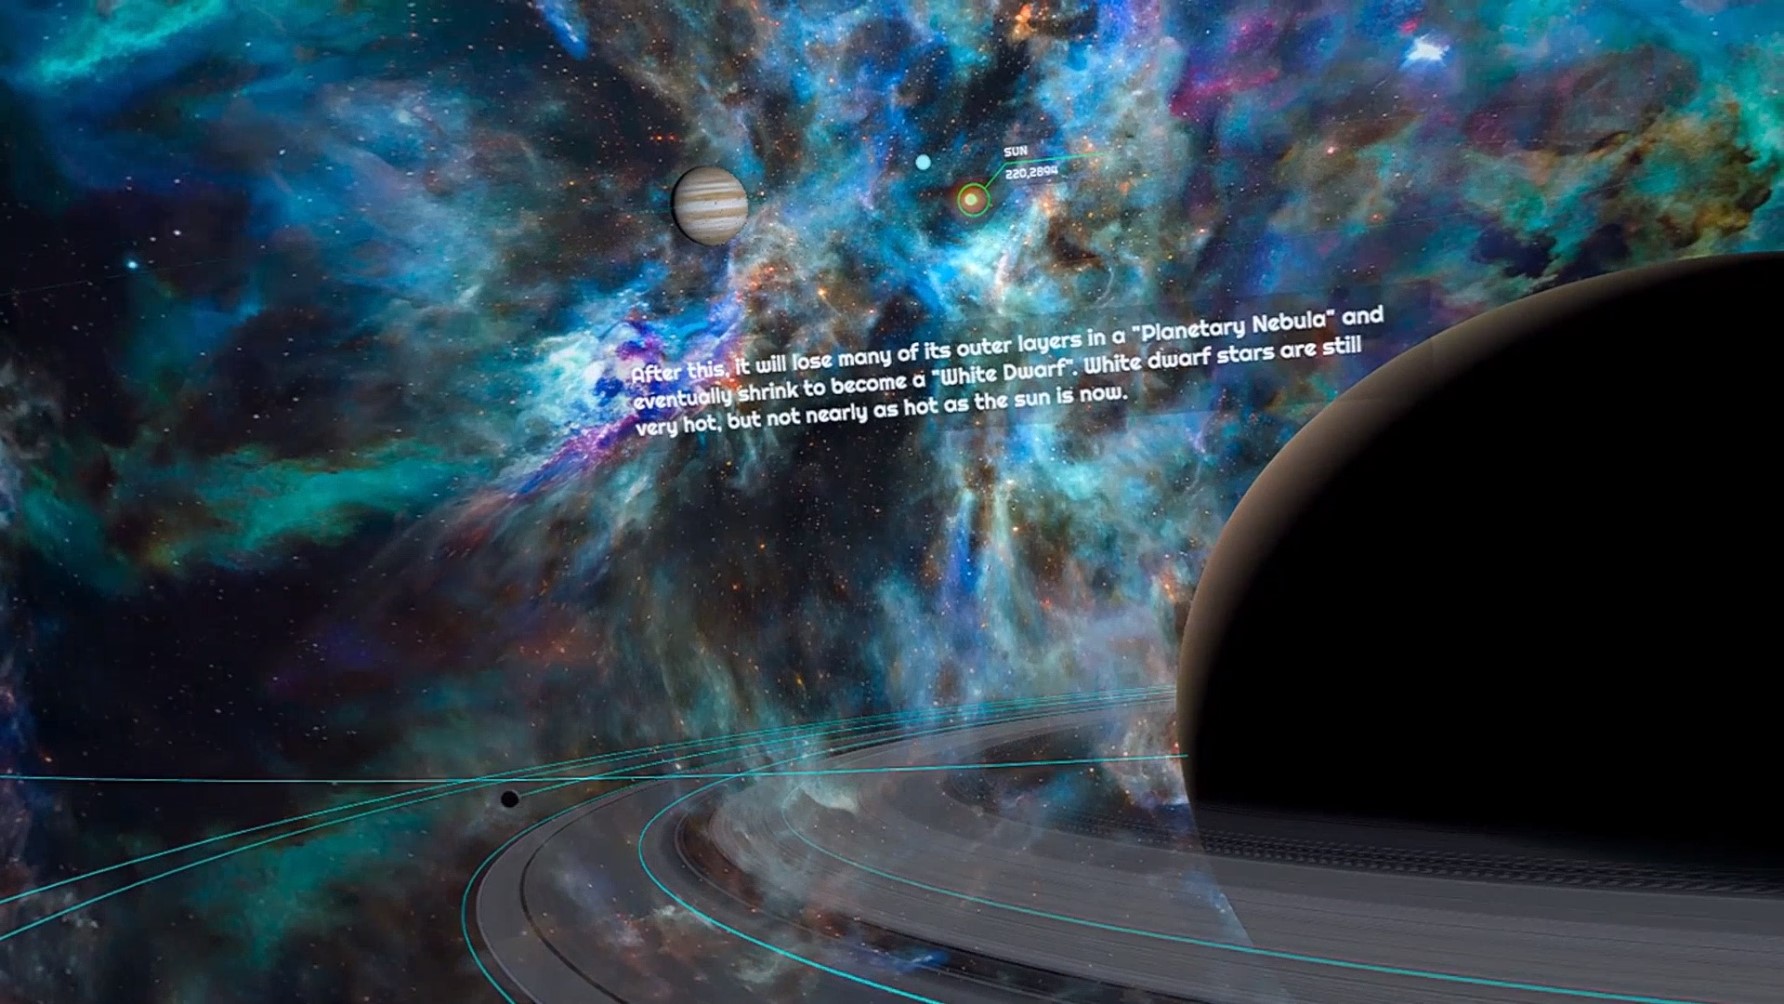 SUN
220,2894
After this, it will lose many of its outer layers in a "Planetary Nebula" and
eventually shrink to become a "White Dwarf". White dwarf stars are still
very hot, but not nearly as hot as the sun is now.